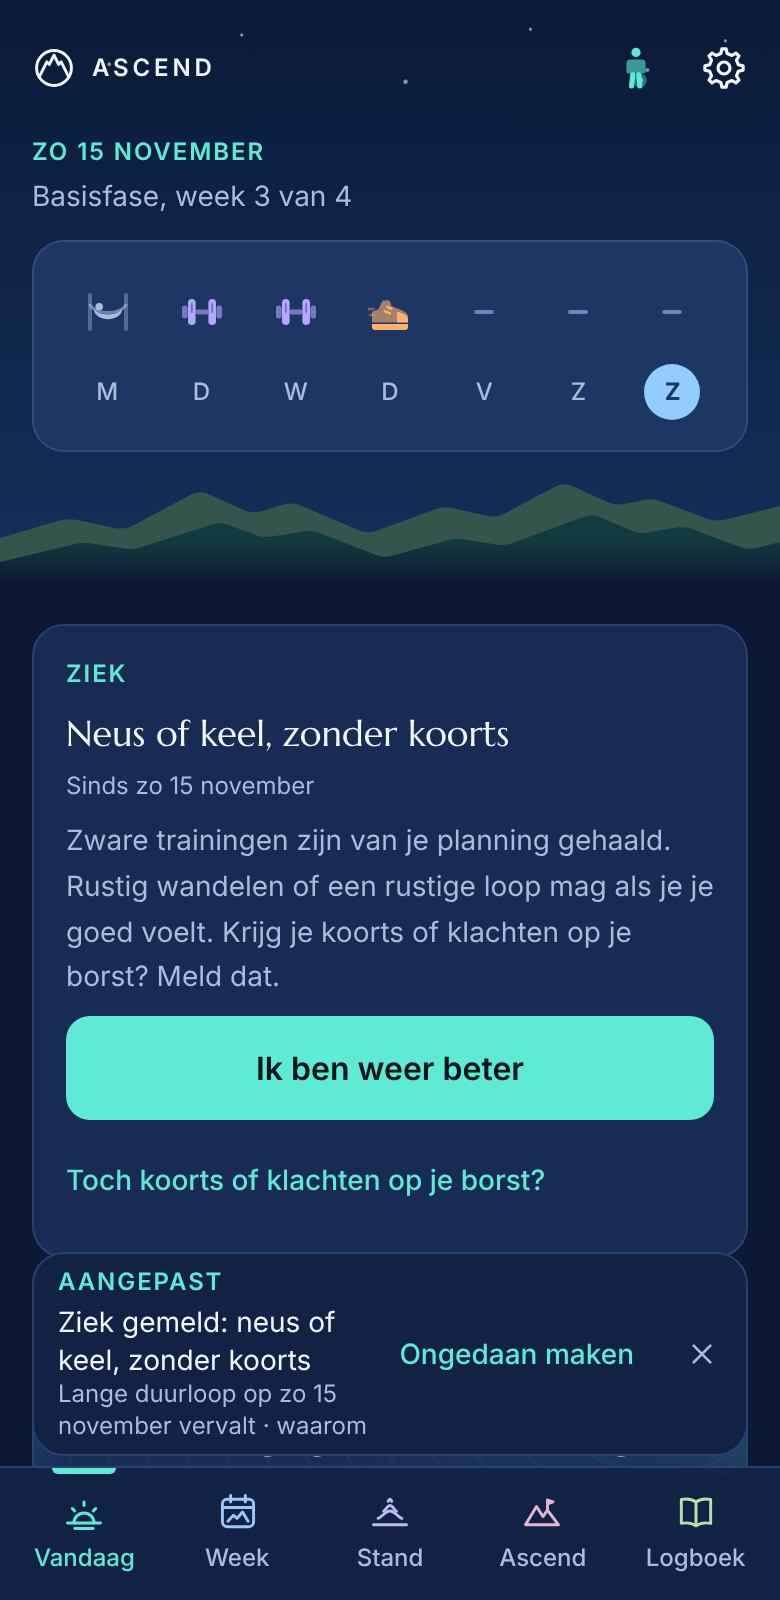 ASCEND
ZO 15 NOVEMBER
Basisfase, week 3 van 4
M D W D V Z Z
ZIEK
Neus of keel, zonder koorts
Sinds zo 15 november
Zware trainingen zijn van je planning gehaald.
Rustig wandelen of een rustige loop mag als je je
goed voelt. Krijg je koorts of klachten op je
borst? Meld dat.
Ik ben weer beter
Toch koorts of klachten op je borst?
AANGEPAST
Ziek gemeld: neus of
keel, zonder koorts
Lange duurloop op zo 15
november vervalt · waarom
Ongedaan maken
Vandaag Week Stand Ascend Logboek